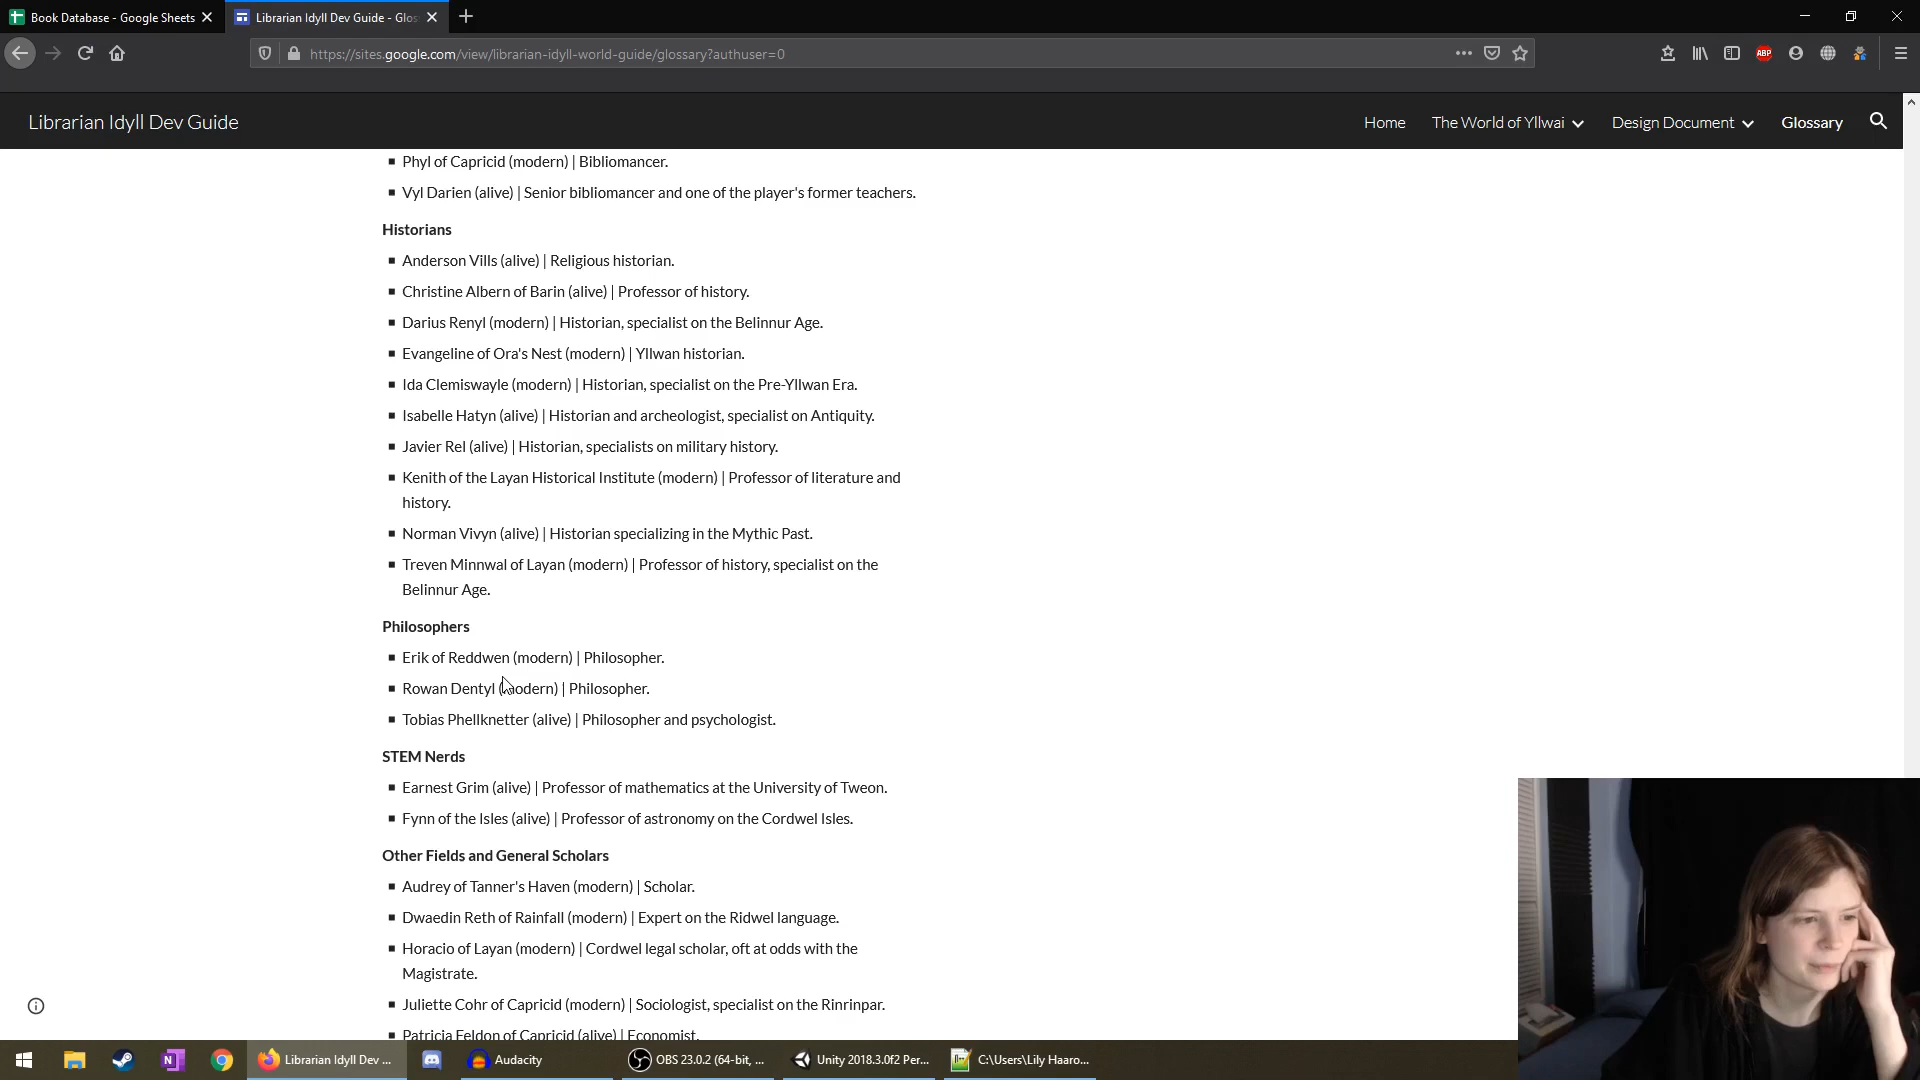 Book Database - Google Sheets
Librarian Idyll Dev Guide - Glos
https://sites.google.com/view/librarian-idyll-world-guide/glossary?authuser=0
ABP
Librarian Idyll Dev Guide
Home
The World of Yllwai
Design Document
Glossary
Phyl of Capricid (modern) | Bibliomancer.
Vyl Darien (alive) | Senior bibliomancer and one of the player's former teachers.
Historians
Anderson Vills (alive) | Religious historian.
Christine Albern of Barin (alive) | Professor of history.
Darius Renyl (modern) | Historian, specialist on the Belinnur Age.
Evangeline of Ora's Nest (modern) | Yllwan historian.
Ida Clemiswayle (modern) | Historian, specialist on the Pre-Yllwan Era.
Isabelle Hatyn (alive) | Historian and archeologist, specialist on Antiquity.
Javier Rel (alive) | Historian, specialists on military history.
Kenith of the Layan Historical Institute (modern) | Professor of literature and
history.
Norman Vivyn (alive) | Historian specializing in the Mythic Past.
Treven Minnwal of Layan (modern) | Professor of history, specialist on the
Belinnur Age.
Philosophers
Erik of Reddwen (modern) | Philosopher.
Rowan Dentyl (modern) | Philosopher.
Tobias Phellknetter (alive) | Philosopher and psychologist.
STEM Nerds
Earnest Grim (alive) | Professor of mathematics at the University of Tweon.
Fynn of the Isles (alive) | Professor of astronomy on the Cordwel Isles.
Other Fields and General Scholars
Audrey of Tanner's Haven (modern) | Scholar.
Dwaedin Reth of Rainfall (modern) | Expert on the Ridwel language.
Horacio of Layan (modern) | Cordwel legal scholar, oft at odds with the
Magistrate.
Juliette Cohr of Capricid (modern) | Sociologist, specialist on the Rinrinpar.
Patricia Feldon of Capricid (alive) | Economist.
Librarian Idyll Dev ...
Audacity
OBS 23.0.2 (64-bit, ...
Unity 2018.3.0f2 Per...
C:\Users\Lily Haaro...